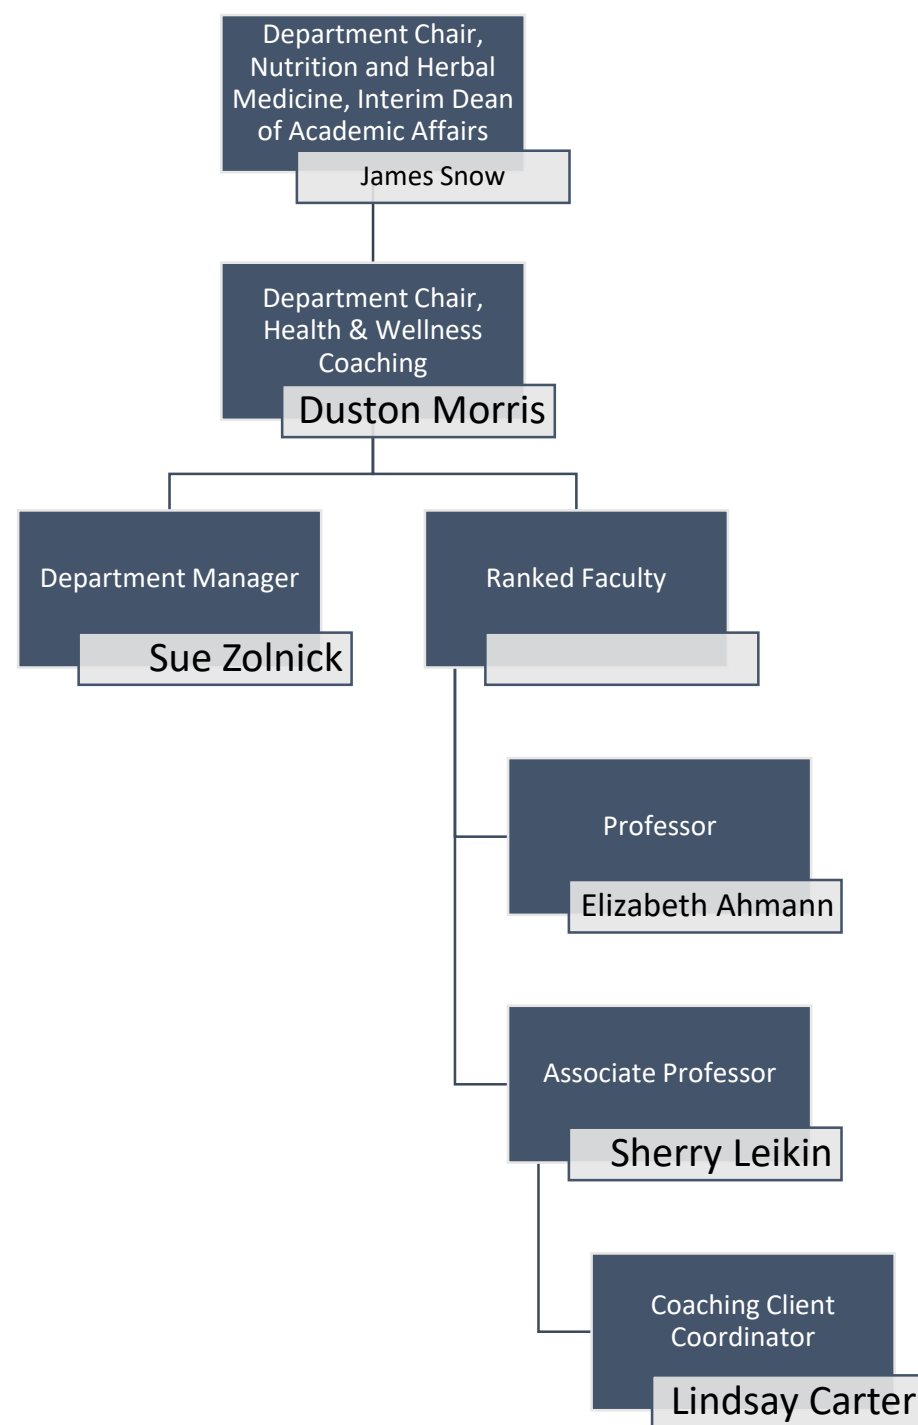 Department Chair,
Nutrition and Herbal
Medicine, Interim Dean
of Academic Affairs
James Snow
Department Chair,
Health & Wellness
Coaching
Duston Morris
Department Manager
Sue Zolnick
Ranked Faculty
Professor
Elizabeth Ahmann
Associate Professor
Sherry Leikin
Coaching Client
Coordinator
Lindsay Carter